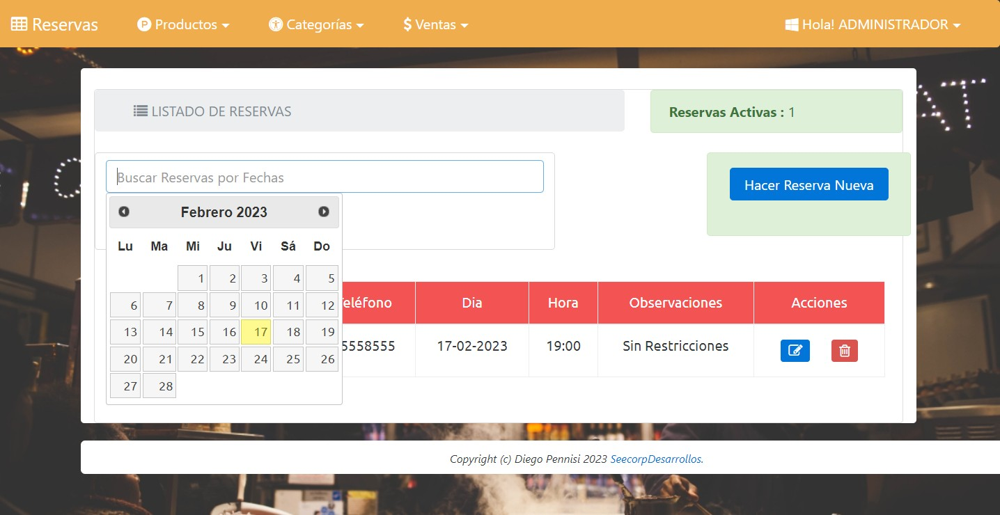 Reservas Productos Categorías $ Ventas Hola! ADMINISTRADOR
LISTADO DE RESERVAS
Reservas Activas : 1
Buscar Reservas por Fechas
Hacer Reserva Nueva
Febrero 2023
Lu Ma Mi Ju Vi Sá Do
1 2 3 4 5
6 7 8 9 10 11 12
13 14 15 16 17 18 19
20 21 22 23 24 25 26
27 28
eléfono Dia Hora Observaciones Acciones
5558555 17-02-2023 19:00 Sin Restricciones
Copyright (c) Diego Pennisi 2023 SeecorpDesarrollos.